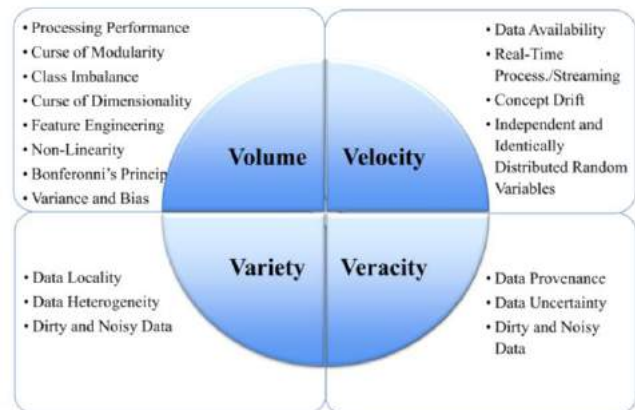 • Processing Performance
• Curse of Modularity
• Class Imbalance
• Curse of Dimensionality
• Feature Engineering
• Non-Linearity
• Bonferonni's Princip
• Variance and Bias
• Data Availability
• Real-Time
Process./Streaming
• Concept Drift
• Independent and
Identically
Distributed Random
Variables
Volume
Velocity
Variety
Veracity
• Data Locality
• Data Heterogeneity
• Dirty and Noisy Data
• Data Provenance
• Data Uncertainty
• Dirty and Noisy
Data